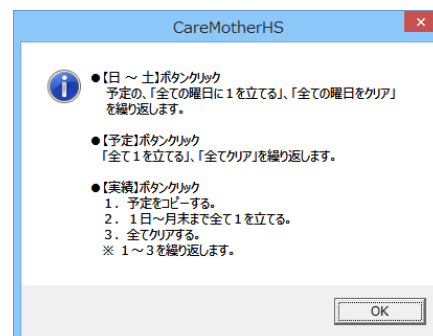 CareMotherHS
●【日 ～ 土】ボタンクリック
予定の、「全ての曜日に１を立てる」、「全ての曜日をクリア」
を繰り返します。
●【予定】ボタンクリック
「全て１を立てる」、「全てクリア」を繰り返します。
●【実績】ボタンクリック
１．予定をコピーする。
２．１日～月末まで全て１を立てる。
３．全てクリアする。
※ １～３を繰り返します。
OK